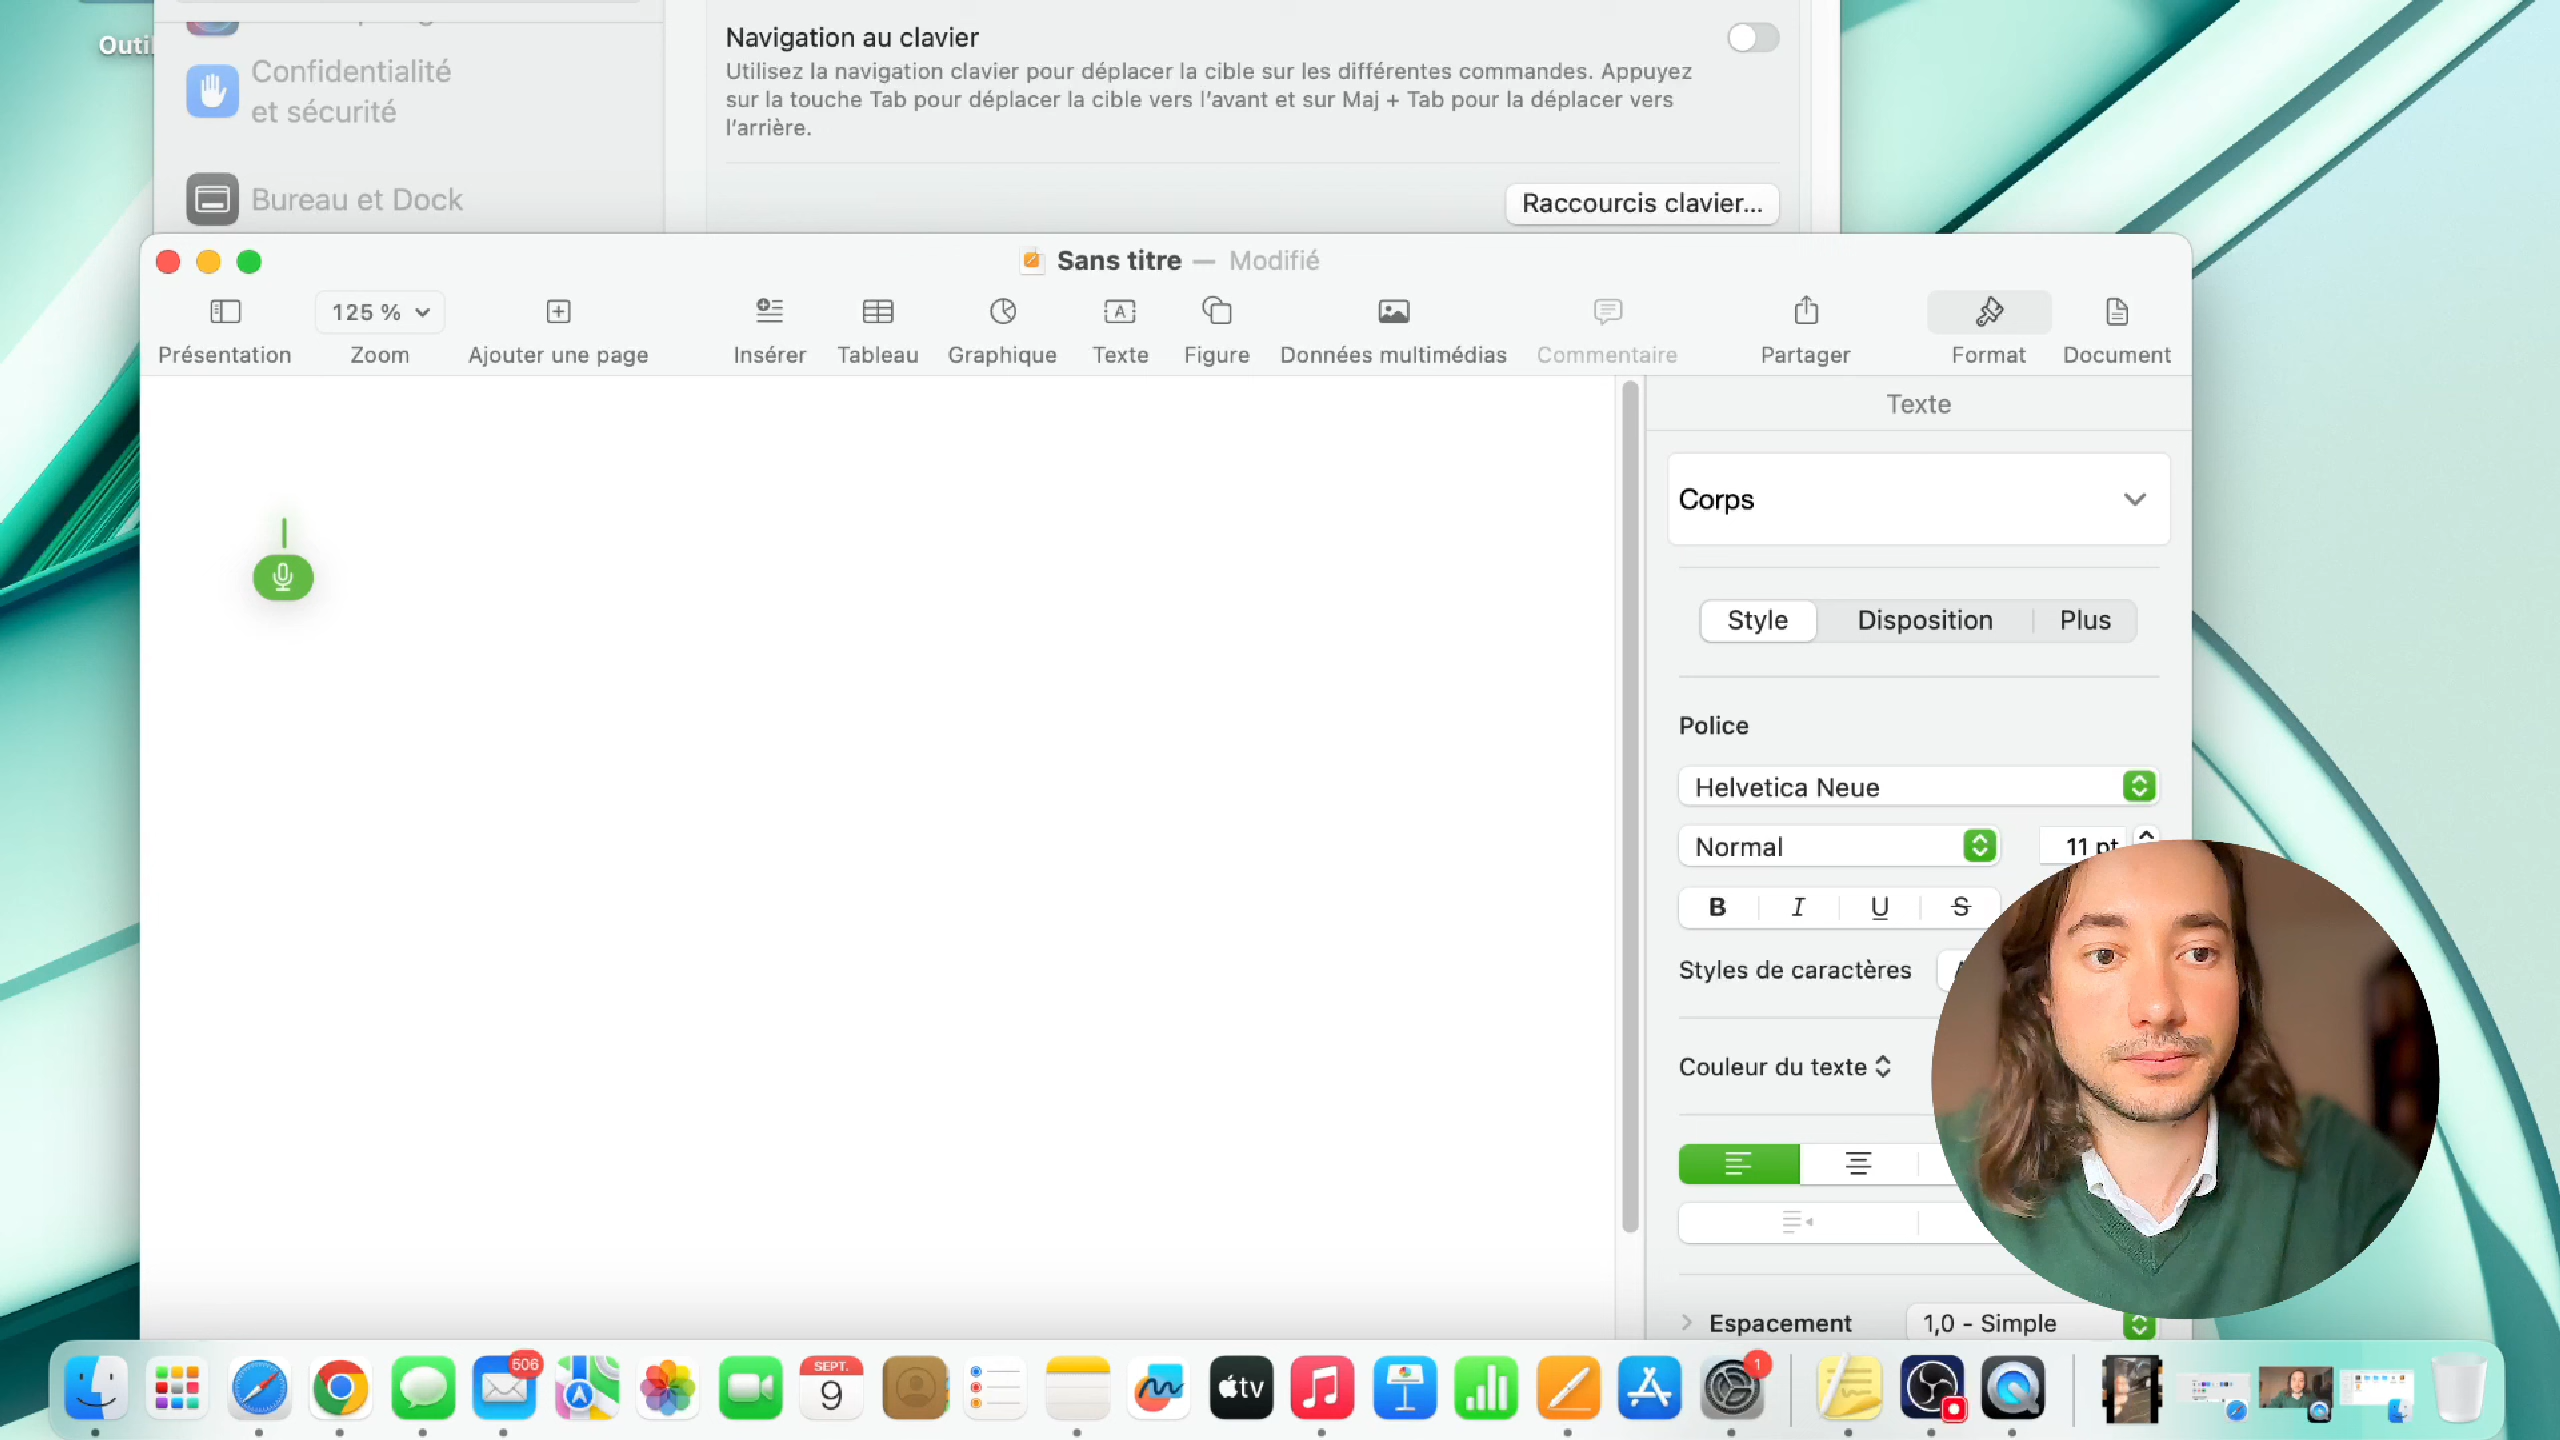 Outil
Confidentialité
et sécurité
Bureau et Dock
Navigation au clavier
Utilisez la navigation clavier pour déplacer la cible sur les différentes commandes. Appuyez
sur la touche Tab pour déplacer la cible vers l'avant et sur Maj + Tab pour la déplacer vers
l'arrière.
Raccourcis clavier...
Sans titre — Modifié
125 %
Présentation
Zoom
Ajouter une page
Insérer
Tableau
Graphique
Texte
Figure
Données multimédias
Commentaire
Partager
Format
Document
Texte
Corps
Style
Disposition
Plus
Police
Helvetica Neue
Normal
11 pt
B I U S
Styles de caractères
Couleur du texte
Espacement
1,0 - Simple
606
SEPT.
9
tv
1